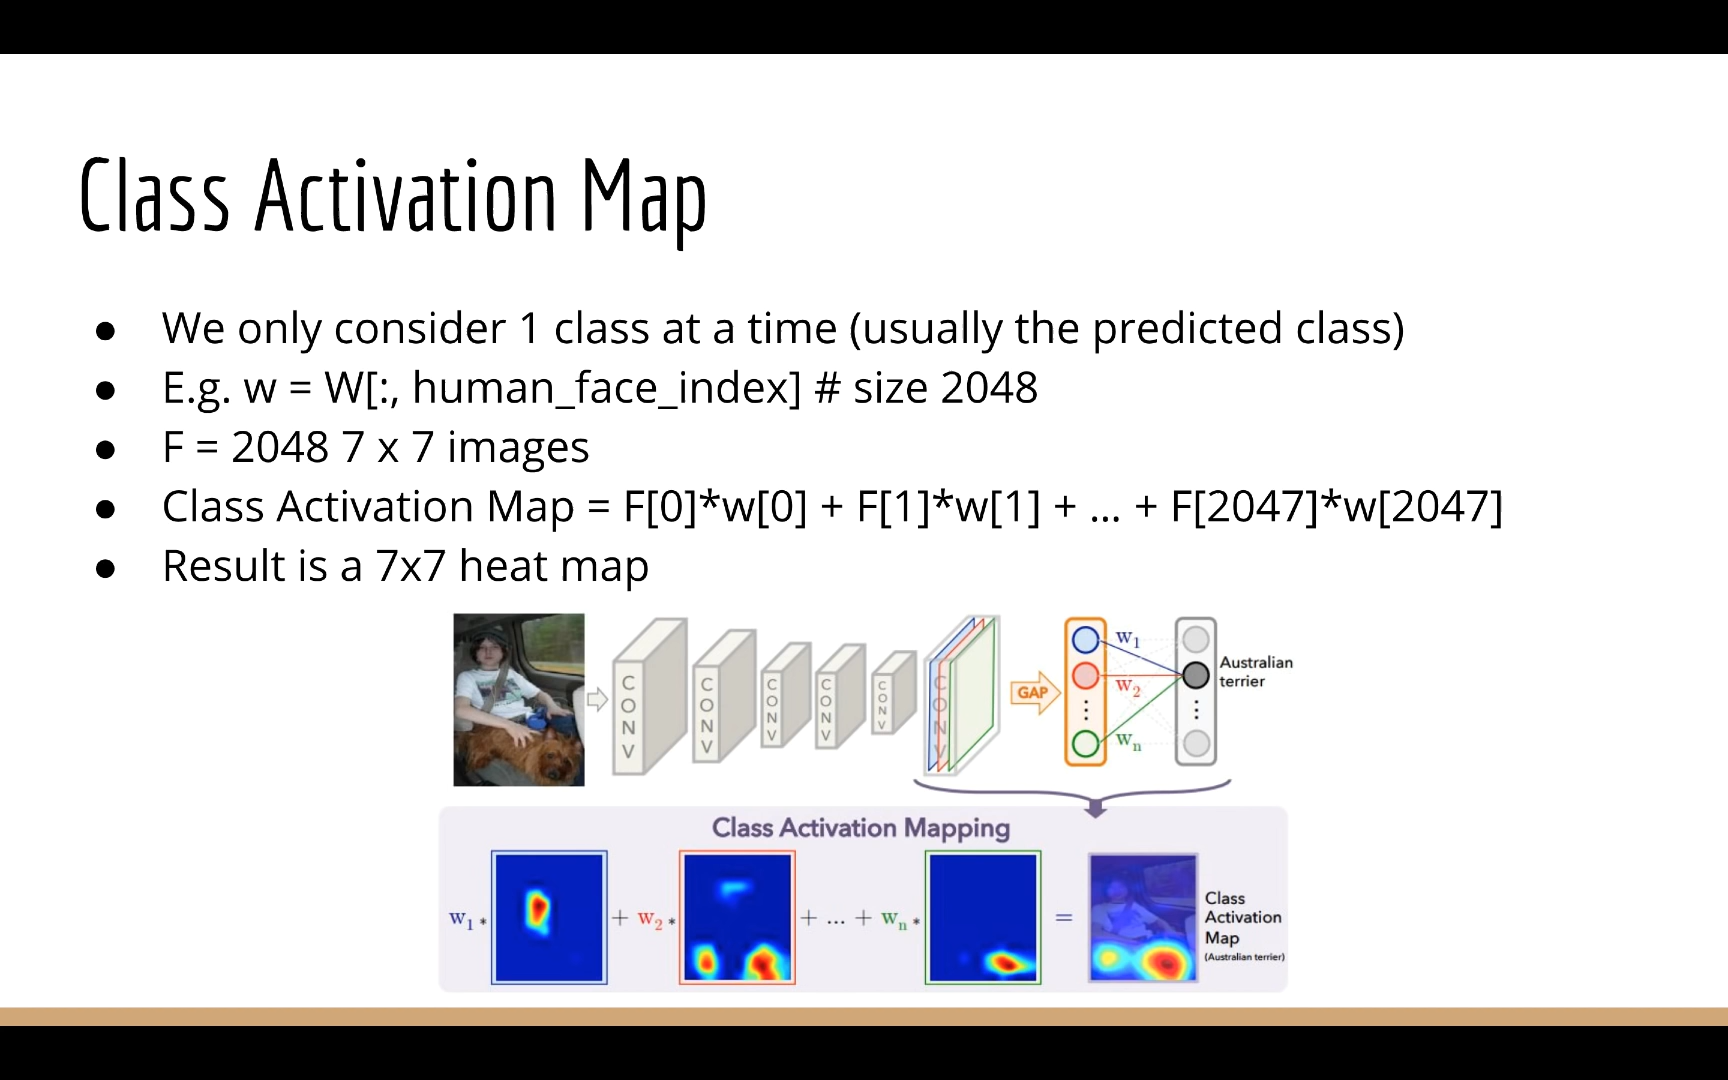 Class Activation Map
● We only consider 1 class at a time (usually the predicted class)
● E.g. w = W[:, human_face_index] # size 2048
● F = 2048 7 x 7 images
● Class Activation Map = F[0]*w[0] + F[1]*w[1] + … + F[2047]*w[2047]
● Result is a 7x7 heat map
CONV
CONV
CONV
CONV
CONV
CONV
GAP
w1
w2
⋮
wn
⋮
Australian
terrier
Class Activation Mapping
w1 * + w2 * + … + wn * =
Class
Activation
Map
(Australian terrier)